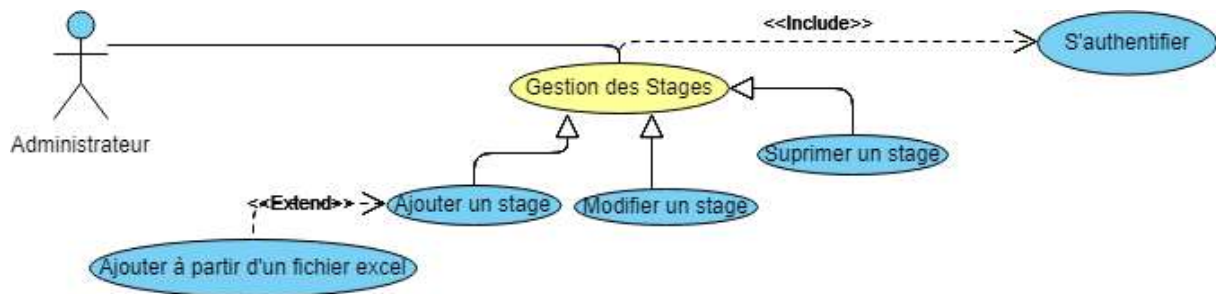 <<Include>>
S'authentifier
Gestion des Stages
Administrateur
Suprimer un stage
<<Extend>>
Ajouter un stage
Modifier un stage
Ajouter à partir d'un fichier excel